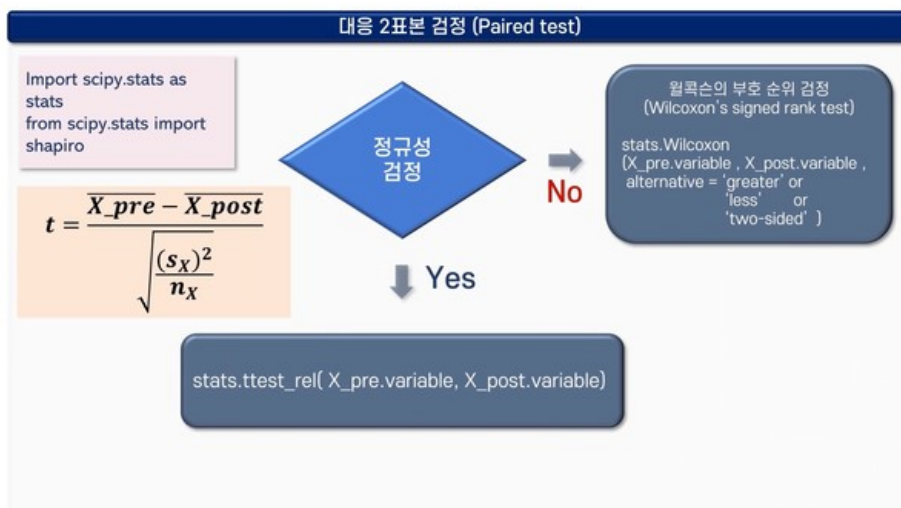 대응 2표본 검정 (Paired test)
Import scipy.stats as
stats
from scipy.stats import
shapiro
정규성
검정
No
윌콕슨의 부호 순위 검정
(Wilcoxon's signed rank test)
stats.Wilcoxon
(X_pre.variable , X_post.variable ,
alternative = 'greater' or
'less' or
'two-sided' )
t = (X̅_̅p̅r̅e̅ − X̅_̅p̅o̅s̅t̅) / √((s_X)² / n_X)
Yes
stats.ttest_rel( X_pre.variable, X_post.variable)